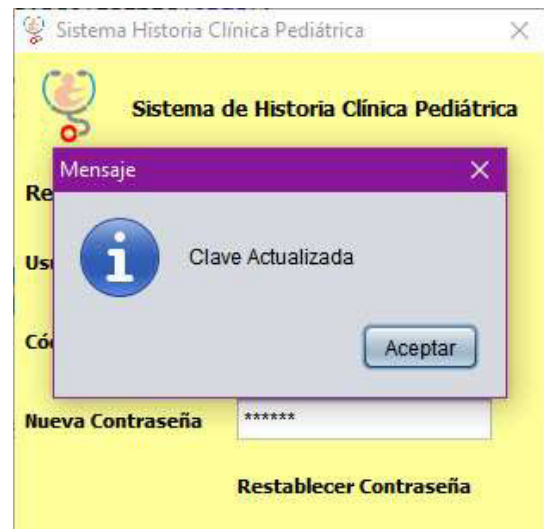 Sistema Historia Clínica Pediátrica
Sistema de Historia Clínica Pediátrica
Mensaje
Clave Actualizada
Aceptar
Nueva Contraseña ******
Restablecer Contraseña